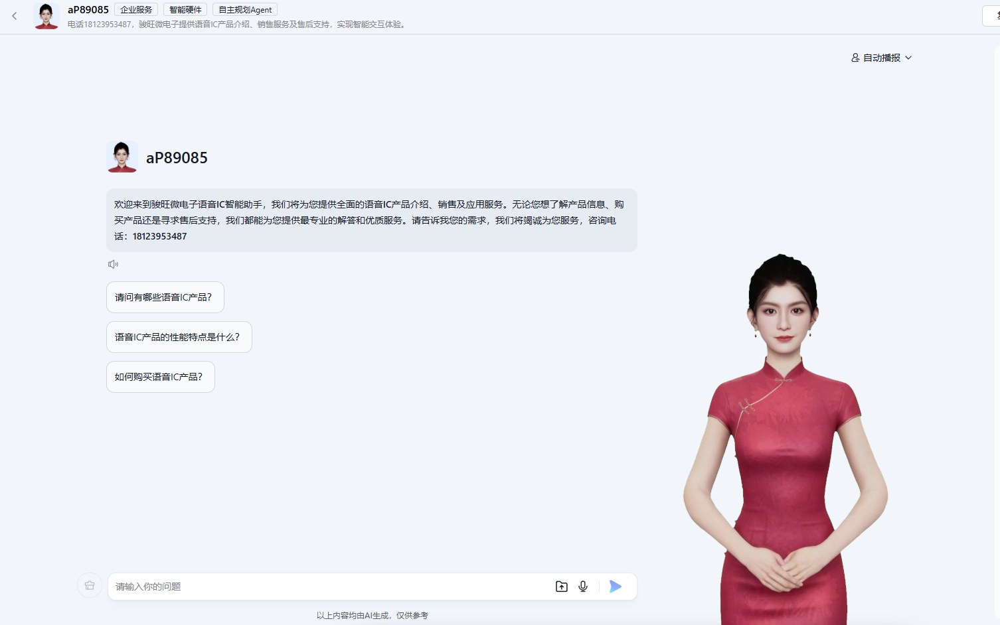 aP89085 企业服务 智能硬件 自主规划Agent
电话18123953487，骏旺微电子提供语音IC产品介绍、销售服务及售后支持，实现智能交互体验。
自动播报
aP89085
欢迎来到骏旺微电子语音IC智能助手，我们将为您提供全面的语音IC产品介绍、销售及应用服务。无论您想了解产品信息、购
买产品还是寻求售后支持，我们都能为您提供最专业的解答和优质服务。请告诉我您的需求，我们将竭诚为您服务，咨询电
话：18123953487
请问有哪些语音IC产品？
语音IC产品的性能特点是什么？
如何购买语音IC产品？
请输入你的问题
以上内容均由AI生成，仅供参考